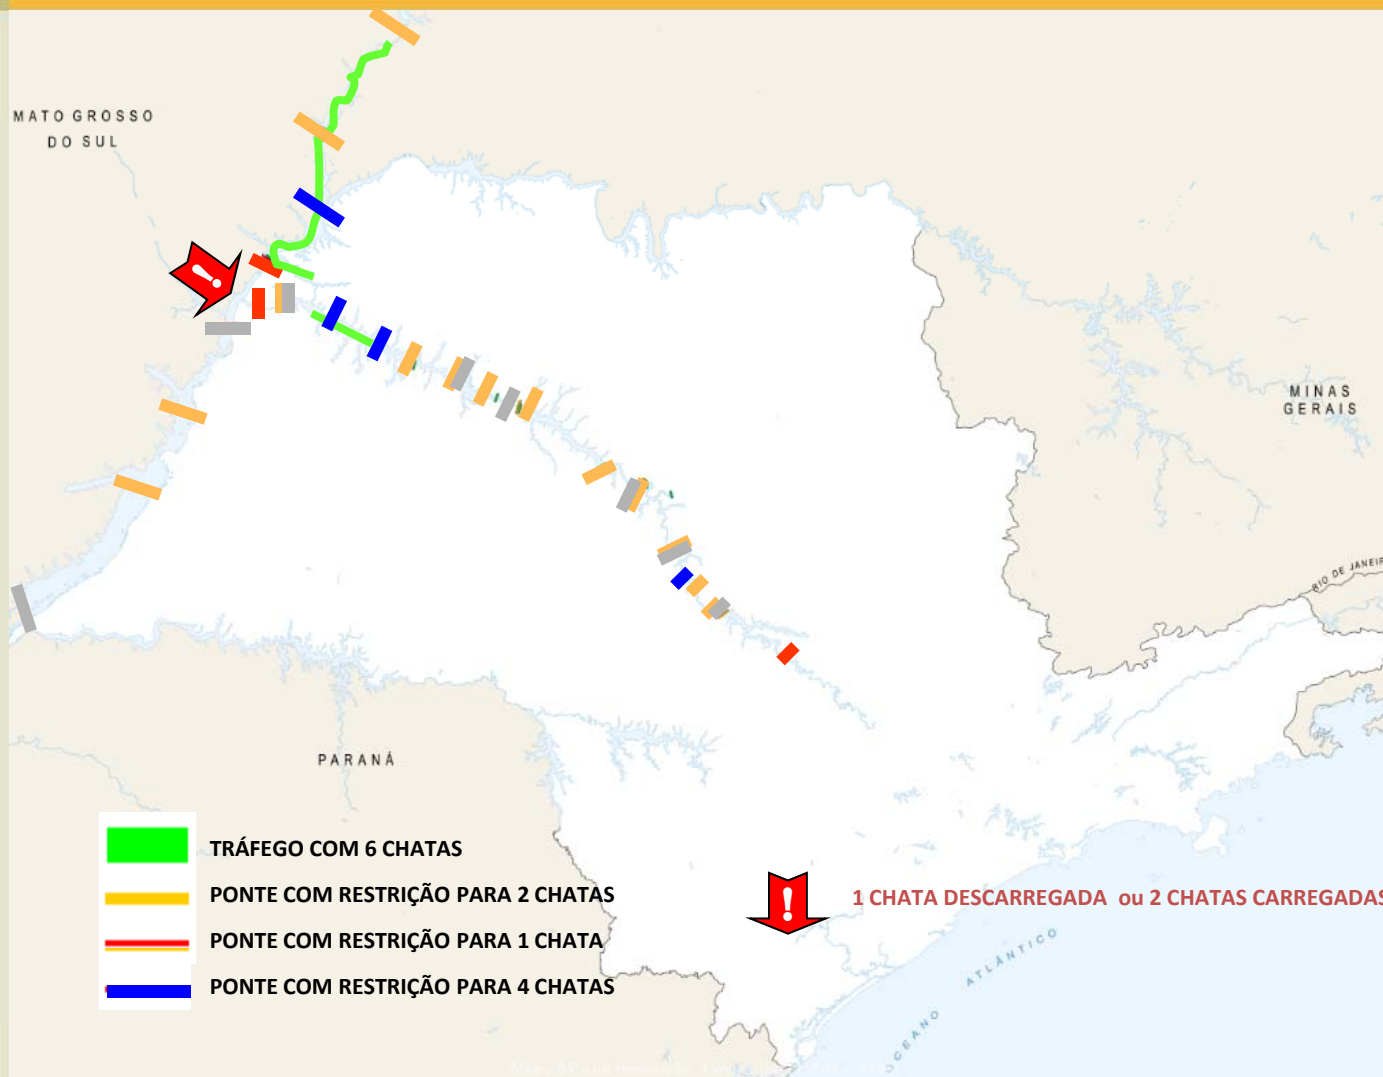 MATO GROSSO
DO SUL
MINAS
GERAIS
RIO DE JANEIR
PARANÁ
TRÁFEGO COM 6 CHATAS
PONTE COM RESTRIÇÃO PARA 2 CHATAS
PONTE COM RESTRIÇÃO PARA 1 CHATA
PONTE COM RESTRIÇÃO PARA 4 CHATAS
!
!
1 CHATA DESCARREGADA ou 2 CHATAS CARREGADAS
OCEANO ATLÂNTICO